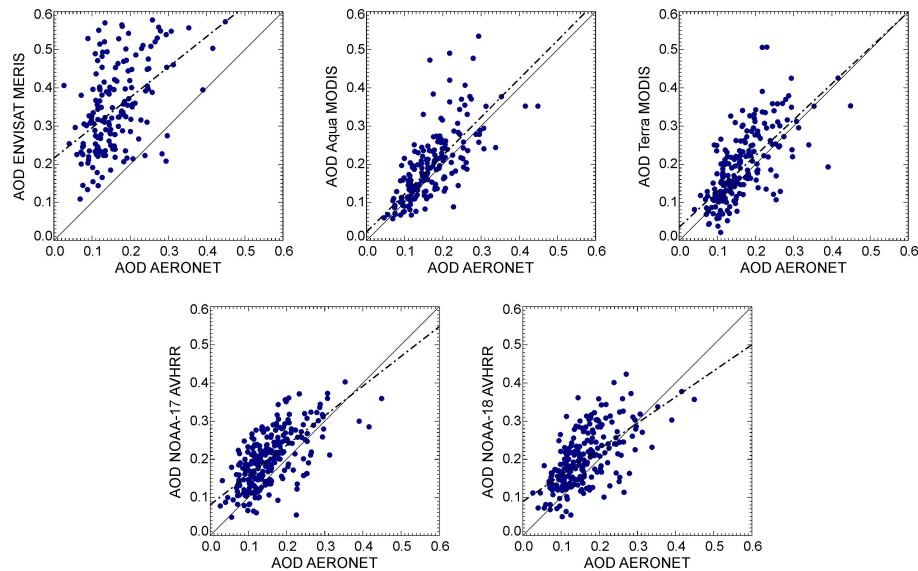 0.6
0.5
0.4
0.3
0.2
0.1
0.0
AOD ENVISAT MERIS
0.0 0.1 0.2 0.3 0.4 0.5 0.6
AOD AERONET
0.6
0.5
0.4
0.3
0.2
0.1
0.0
AOD Aqua MODIS
0.0 0.1 0.2 0.3 0.4 0.5 0.6
AOD AERONET
0.6
0.5
0.4
0.3
0.2
0.1
0.0
AOD Terra MODIS
0.0 0.1 0.2 0.3 0.4 0.5 0.6
AOD AERONET
0.6
0.5
0.4
0.3
0.2
0.1
0.0
AOD NOAA-17 AVHRR
0.0 0.1 0.2 0.3 0.4 0.5 0.6
AOD AERONET
0.6
0.5
0.4
0.3
0.2
0.1
0.0
AOD NOAA-18 AVHRR
0.0 0.1 0.2 0.3 0.4 0.5 0.6
AOD AERONET